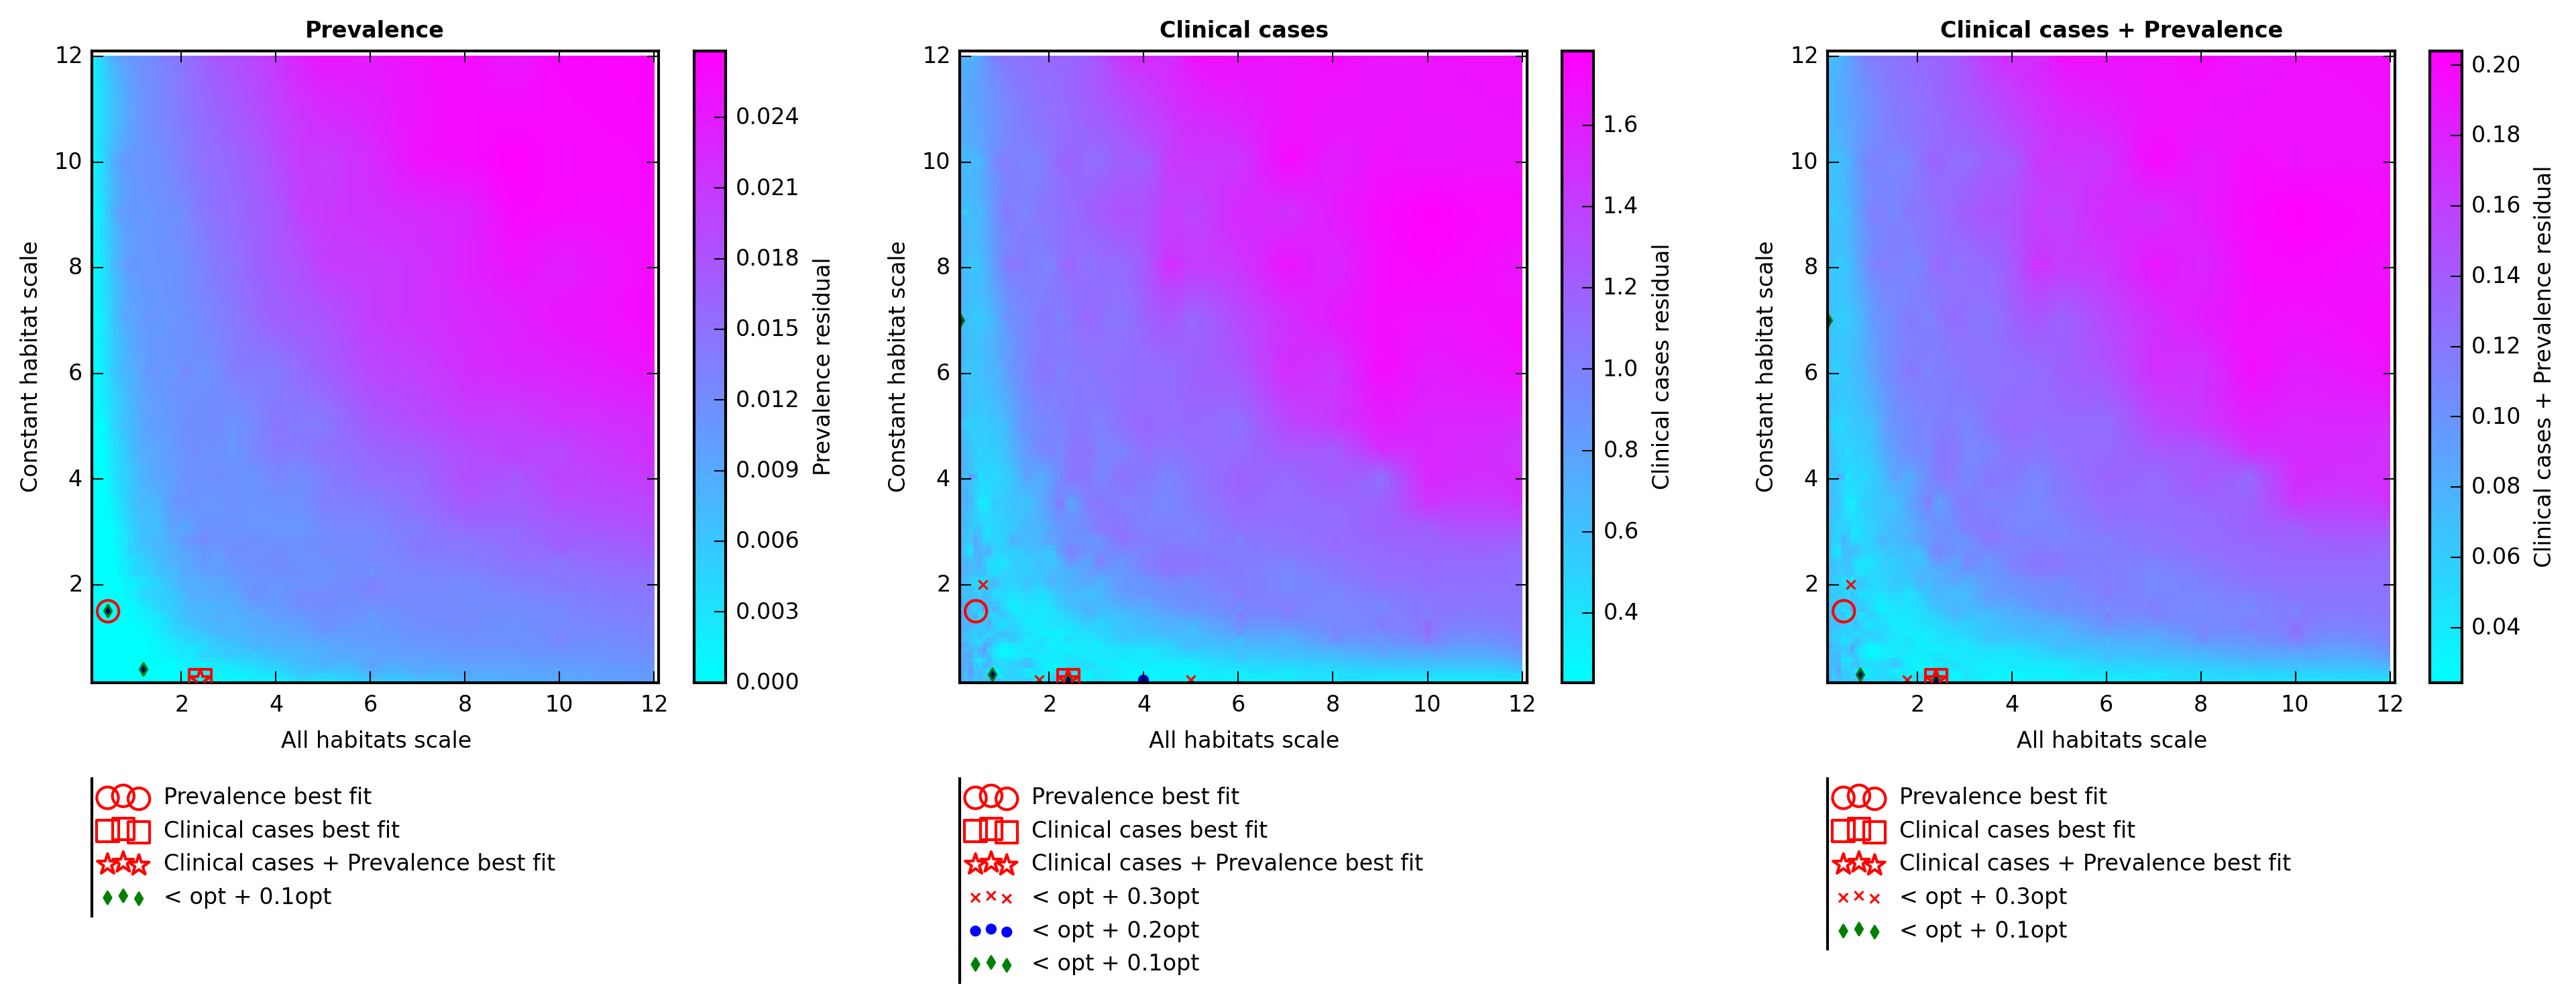 Prevalence
Clinical cases
Clinical cases + Prevalence
12
10
8
6
4
2
Constant habitat scale
2 4 6 8 10 12
All habitats scale
0.024
0.021
0.018
0.015
0.012
0.009
0.006
0.003
0.000
Prevalence residual
12
10
8
6
4
2
Constant habitat scale
2 4 6 8 10 12
All habitats scale
1.6
1.4
1.2
1.0
0.8
0.6
0.4
Clinical cases residual
12
10
8
6
4
2
Constant habitat scale
2 4 6 8 10 12
All habitats scale
0.20
0.18
0.16
0.14
0.12
0.10
0.08
0.06
0.04
Clinical cases + Prevalence residual
Prevalence best fit
Clinical cases best fit
Clinical cases + Prevalence best fit
< opt + 0.1opt
Prevalence best fit
Clinical cases best fit
Clinical cases + Prevalence best fit
< opt + 0.3opt
< opt + 0.2opt
< opt + 0.1opt
Prevalence best fit
Clinical cases best fit
Clinical cases + Prevalence best fit
< opt + 0.3opt
< opt + 0.1opt